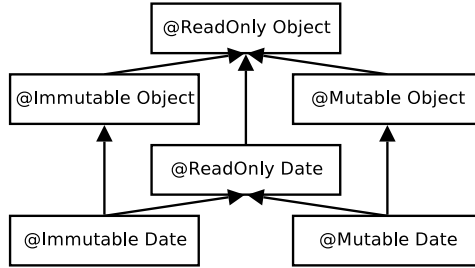 @ReadOnly Object
@Immutable Object
@Mutable Object
@ReadOnly Date
@Immutable Date
@Mutable Date